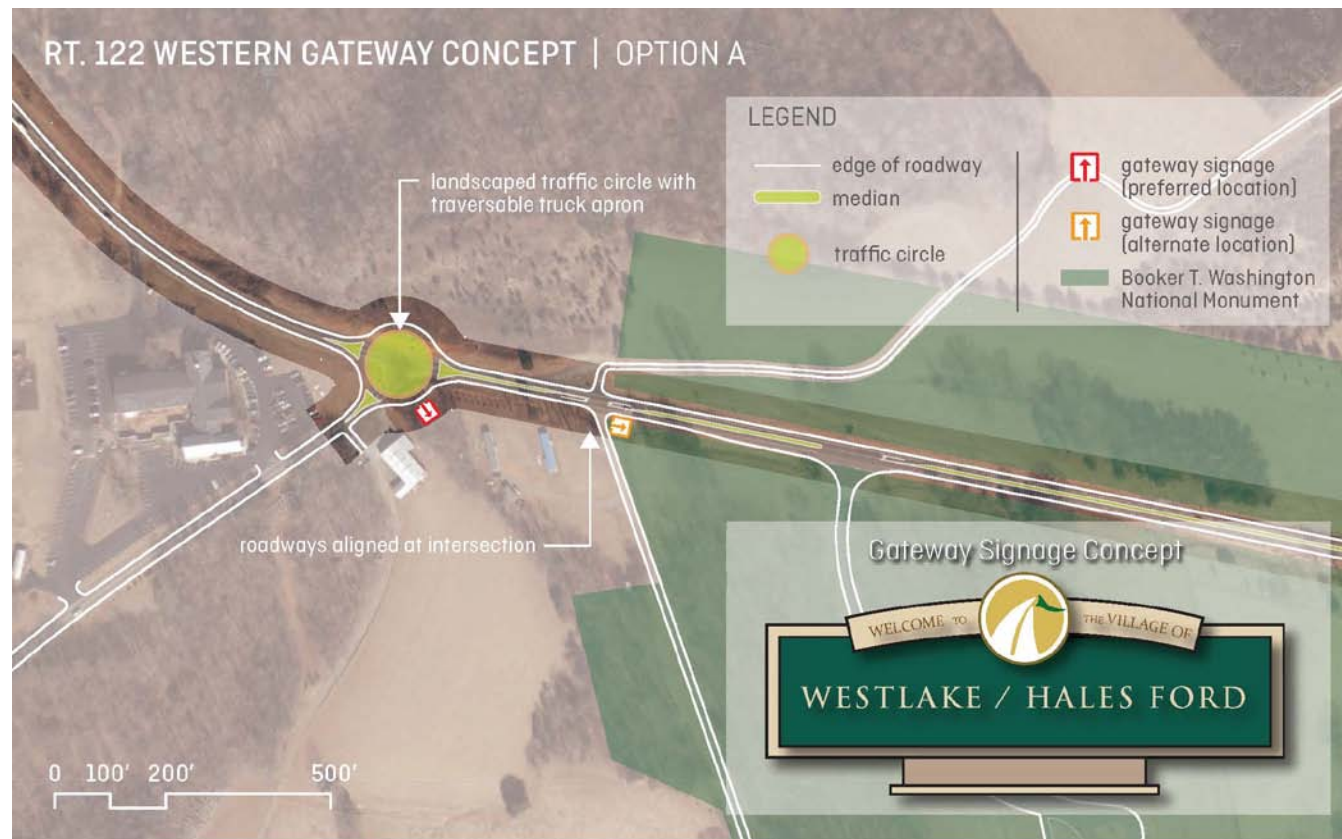 RT. 122 WESTERN GATEWAY CONCEPT | OPTION A
LEGEND
edge of roadway
median
traffic circle
gateway signage
(preferred location)
gateway signage
(alternate location)
Booker T. Washington
National Monument
landscaped traffic circle with
traversable truck apron
roadways aligned at intersection
Gateway Signage Concept
WELCOME TO THE VILLAGE OF
WESTLAKE / HALES FORD
0 100' 200' 500'